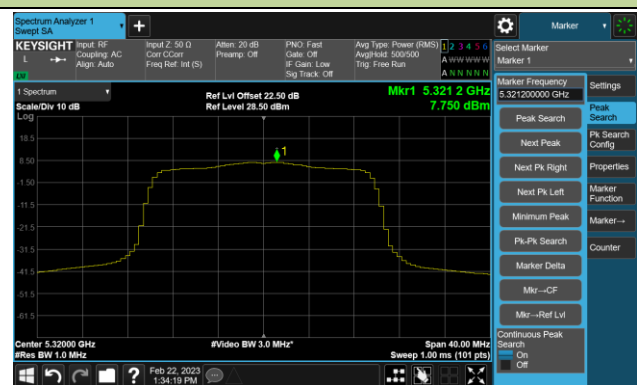 Spectrum Analyzer 1
Swept SA
Marker
KEYSIGHT
L
LXI
Input: RF
Coupling: AC
Align: Auto
Input Z: 50 Ω
Corr CCorr
Freq Ref: Int (S)
Atten: 20 dB
Preamp: Off
PNO: Fast
Gate: Off
IF Gain: Low
Sig Track: Off
Avg Type: Power (RMS)
Avg|Hold: 500/500
Trig: Free Run
1 2 3 4 5 6
A W W W W W
A N N N N N
Select Marker
Marker 1
1 Spectrum
Scale/Div 10 dB
Log
Ref Lvl Offset 22.50 dB
Ref Level 28.50 dBm
Mkr1 5.321 2 GHz
7.750 dBm
18.5
8.50
-1.50
-11.5
-21.5
-31.5
-41.5
-51.5
-61.5
1
Center 5.32000 GHz
#Res BW 1.0 MHz
#Video BW 3.0 MHz*
Span 40.00 MHz
Sweep 1.00 ms (101 pts)
Marker Frequency
5.321200000 GHz
Peak Search
Next Peak
Next Pk Right
Next Pk Left
Minimum Peak
Pk-Pk Search
Marker Delta
Mkr→CF
Mkr→Ref Lvl
Continuous Peak
Search
On
Off
Settings
Peak
Search
Pk Search
Config
Properties
Marker
Function
Marker→
Counter
?
Feb 22, 2023
1:34:19 PM